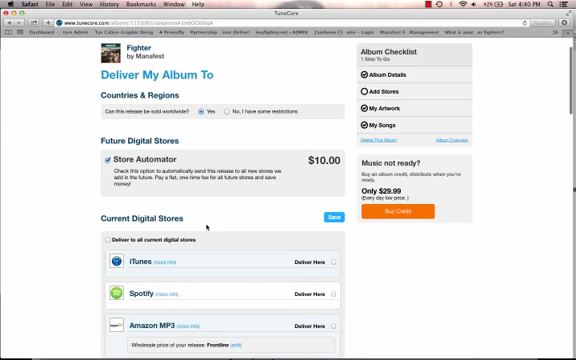 Safari File Edit View History Bookmarks Window Help
42% Sat 4:40 PM
TuneCore
Reader
Dashboard
Fighter
by Manafest
Deliver My Album To
Countries & Regions
Can this release be sold worldwide? Yes No, I have some restrictions
Future Digital Stores
Store Automator $10.00
Check this option to automatically send this release to all new stores we
add in the future. Pay a flat, one-time fee for all future stores and save
money!
Current Digital Stores Save
Deliver to all current digital stores
iTunes (more info) Deliver Here
Spotify (more info) Deliver Here
Amazon MP3 (more info) Deliver Here
Wholesale price of your release: Frontline (edit)
Album Checklist
1 Step To Go
Album Details
Add Stores
My Artwork
My Songs
Delete This Album Album Overview
Music not ready?
Buy an album credit, distribute when you're
ready.
Only $29.99
(Every day low price.)
Buy Credit